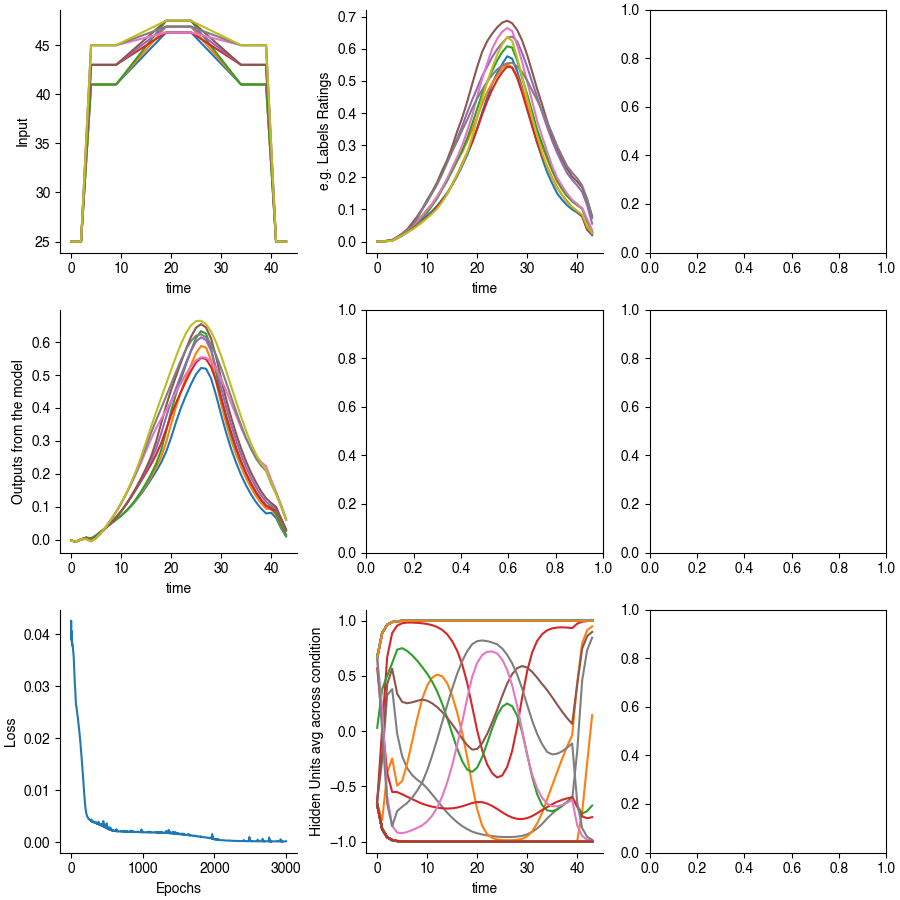 45
40
35
30
25
Input
0 10 20 30 40
time
0.7
0.6
0.5
0.4
0.3
0.2
0.1
0.0
e.g. Labels Ratings
0 10 20 30 40
time
1.0
0.8
0.6
0.4
0.2
0.0
0.0 0.2 0.4 0.6 0.8 1.0
0.6
0.5
0.4
0.3
0.2
0.1
0.0
Outputs from the model
0 10 20 30 40
time
1.0
0.8
0.6
0.4
0.2
0.0
0.0 0.2 0.4 0.6 0.8 1.0
1.0
0.8
0.6
0.4
0.2
0.0
0.0 0.2 0.4 0.6 0.8 1.0
0.04
0.03
0.02
0.01
0.00
Loss
0 1000 2000 3000
Epochs
1.0
0.5
0.0
−0.5
−1.0
Hidden Units avg across condition
0 10 20 30 40
time
1.0
0.8
0.6
0.4
0.2
0.0
0.0 0.2 0.4 0.6 0.8 1.0